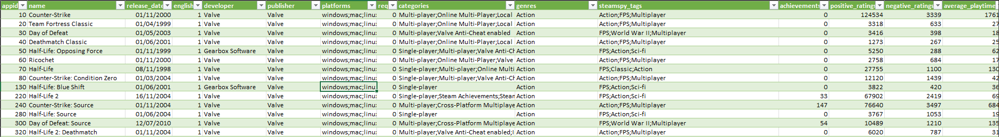 appid name release_date english developer publisher platforms req categories genres steamspy_tags achievements positive_ratings negative_ratings average_playtime
10 Counter-Strike 01/11/2000 1 Valve Valve windows;mac;linux 0 Multi-player;Online Multi-Player;Local Action Action;FPS;Multiplayer 0 124534 3339 1761
20 Team Fortress Classic 01/04/1999 1 Valve Valve windows;mac;linux 0 Multi-player;Online Multi-Player;Local Action Action;FPS;Multiplayer 0 3318 633 27
30 Day of Defeat 01/05/2003 1 Valve Valve windows;mac;linux 0 Multi-player;Valve Anti-Cheat enabled Action FPS;World War II;Multiplayer 0 3416 398 18
40 Deathmatch Classic 01/06/2001 1 Valve Valve windows;mac;linux 0 Multi-player;Online Multi-Player;Local Action Action;FPS;Multiplayer 0 1273 267 25
50 Half-Life: Opposing Force 01/11/1999 1 Gearbox Software Valve windows;mac;linux 0 Single-player;Multi-player;Valve Anti-Ch Action FPS;Action;Sci-fi 0 5250 288 62
60 Ricochet 01/11/2000 1 Valve Valve windows;mac;linux 0 Multi-player;Online Multi-Player;Valve Action Action;FPS;Multiplayer 0 2758 684 17
70 Half-Life 08/11/1998 1 Valve Valve windows;mac;linux 0 Single-player;Multi-player;Online Multi Action FPS;Classic;Action 0 27755 1100 130
80 Counter-Strike: Condition Zero 01/03/2004 1 Valve Valve windows;mac;linux 0 Single-player;Multi-player;Valve Anti-Ch Action Action;FPS;Multiplayer 0 12120 1439 42
130 Half-Life: Blue Shift 01/06/2001 1 Gearbox Software Valve windows;mac;linu 0 Single-player Action FPS;Action;Sci-fi 0 3822 420 36
220 Half-Life 2 16/11/2004 1 Valve Valve windows;mac;linux 0 Single-player;Steam Achievements;Steam Action FPS;Action;Sci-fi 33 67902 2419 69
240 Counter-Strike: Source 01/11/2004 1 Valve Valve windows;mac;linux 0 Multi-player;Cross-Platform Multiplaye Action Action;FPS;Multiplayer 147 76640 3497 684
280 Half-Life: Source 01/06/2004 1 Valve Valve windows;mac;linux 0 Single-player Action FPS;Action;Sci-fi 0 3767 1053 19
300 Day of Defeat: Source 12/07/2010 1 Valve Valve windows;mac;linux 0 Multi-player;Cross-Platform Multiplaye Action FPS;World War II;Multiplayer 54 10489 1210 135
320 Half-Life 2: Deathmatch 01/11/2004 1 Valve Valve windows;mac;linux 0 Multi-player;Valve Anti-Cheat enabled;I Action Action;FPS;Multiplayer 0 6020 787 31